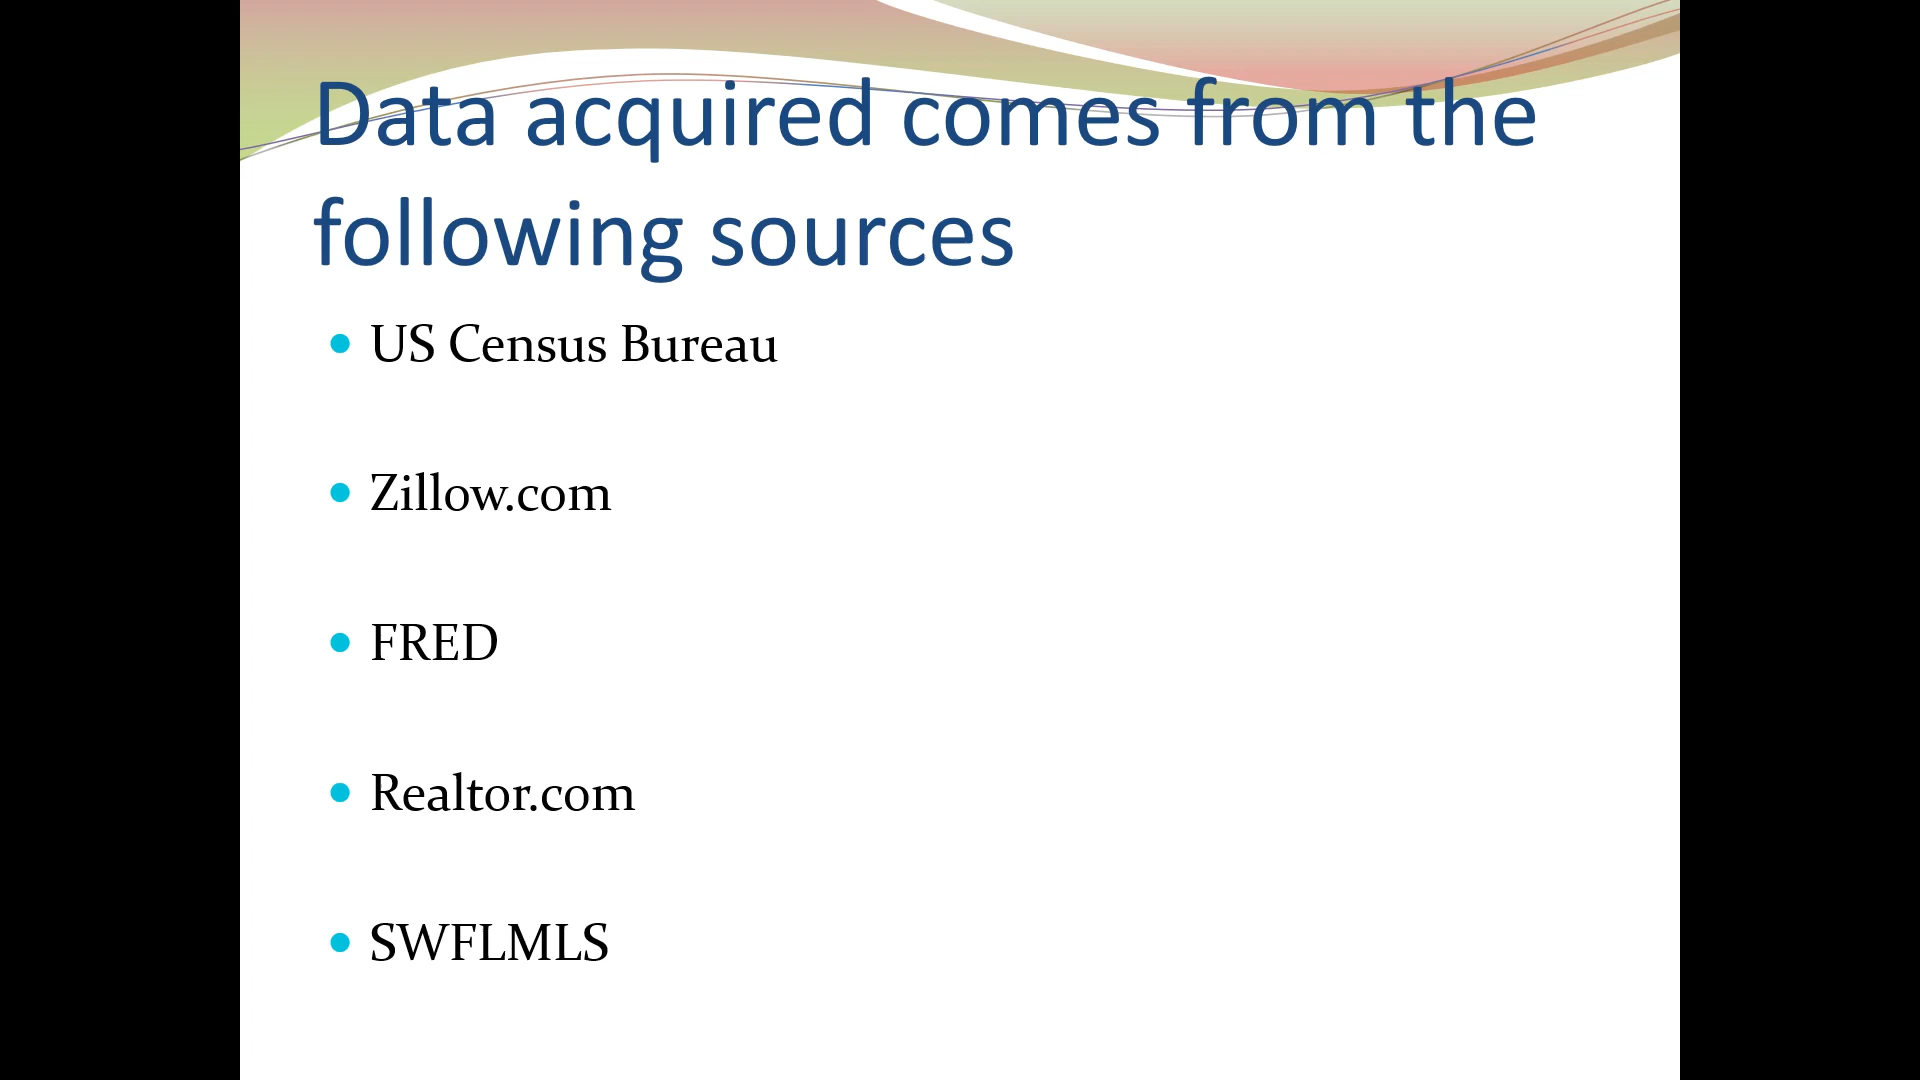 Data acquired comes from the
following sources
• US Census Bureau
• Zillow.com
• FRED
• Realtor.com
• SWFLMLS